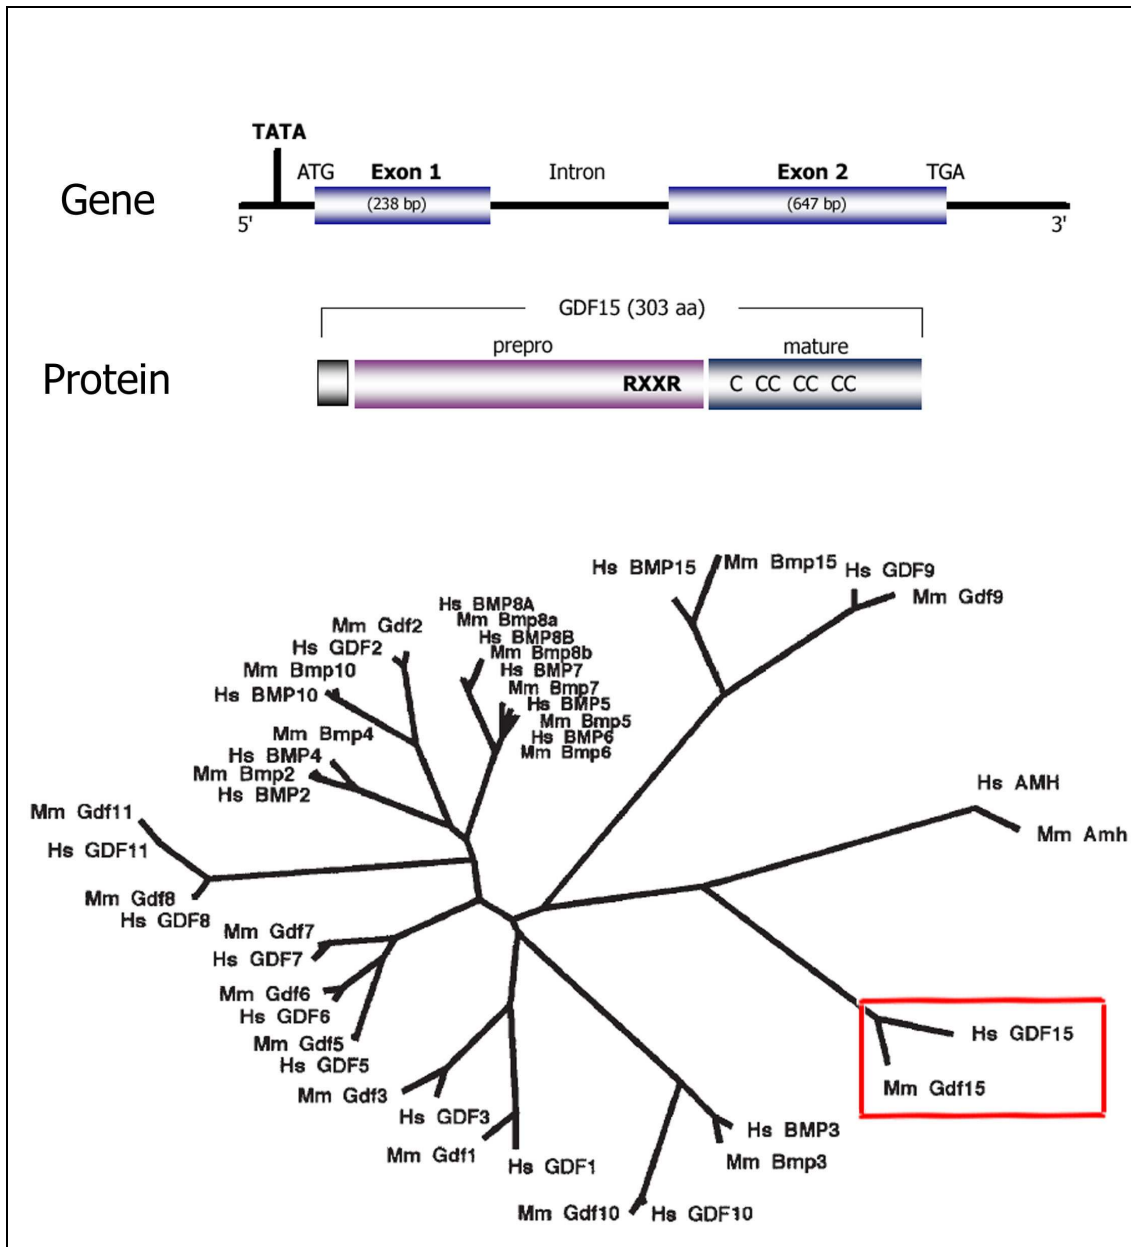 TATA
ATG Exon 1 Intron Exon 2 TGA
Gene
(238 bp) (647 bp)
5' 3'
GDF15 (303 aa)
prepro mature
Protein
RXXR C CC CC CC
Hs BMP15 Mm Bmp15 Hs GDF9
Mm Gdf9
Hs BMP8A
Mm Bmp8a
Mm Gdf2
Hs BMP8B
Hs GDF2
Mm Bmp8b
Mm Bmp10
Hs BMP7
Hs BMP10
Mm Bmp7
Hs BMP5
Mm Bmp5
Mm Bmp4
Hs BMP6
Hs BMP4
Mm Bmp6
Mm Bmp2
Hs BMP2
Hs AMH
Mm Amh
Mm Gdf11
Hs GDF11
Mm Gdf8
Hs GDF8
Mm Gdf7
Hs GDF7
Mm Gdf6
Hs GDF6
Mm Gdf5
Hs GDF5
Hs GDF15
Mm Gdf15
Mm Gdf3
Hs GDF3
Mm Gdf1
Hs GDF1
Hs BMP3
Mm Bmp3
Mm Gdf10 Hs GDF10